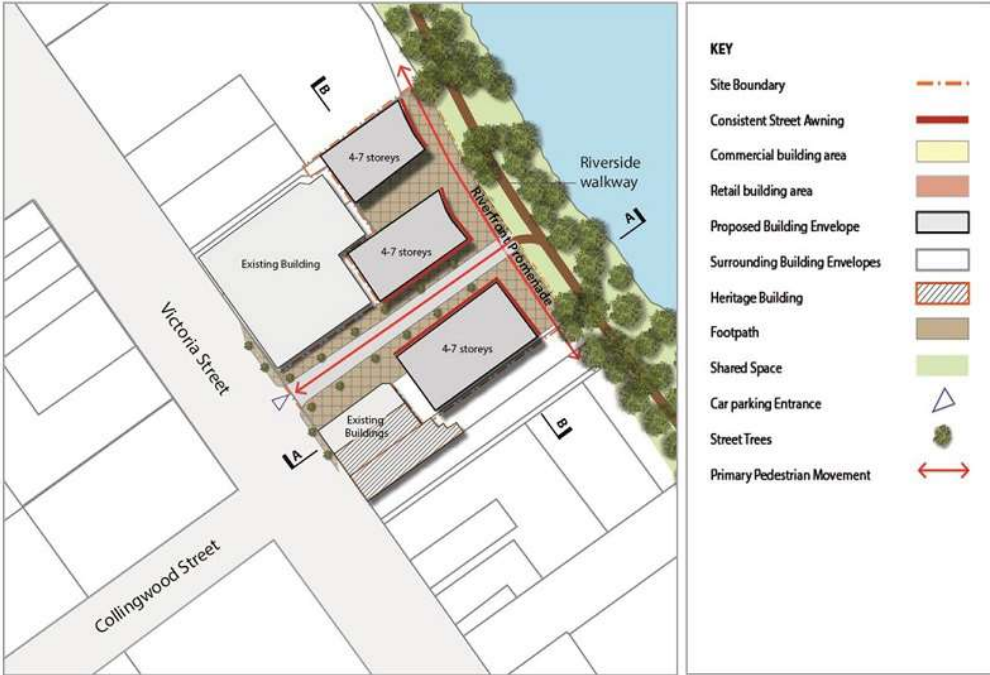 B
4-7 storeys
Riverside
walkway
A
4-7 storeys
Riverfront Promenade
Existing Building
Victoria Street
4-7 storeys
Existing
Buildings
B
A
Collingwood Street
KEY
Site Boundary
Consistent Street Awning
Commercial building area
Retail building area
Proposed Building Envelope
Surrounding Building Envelopes
Heritage Building
Footpath
Shared Space
Car parking Entrance
Street Trees
Primary Pedestrian Movement